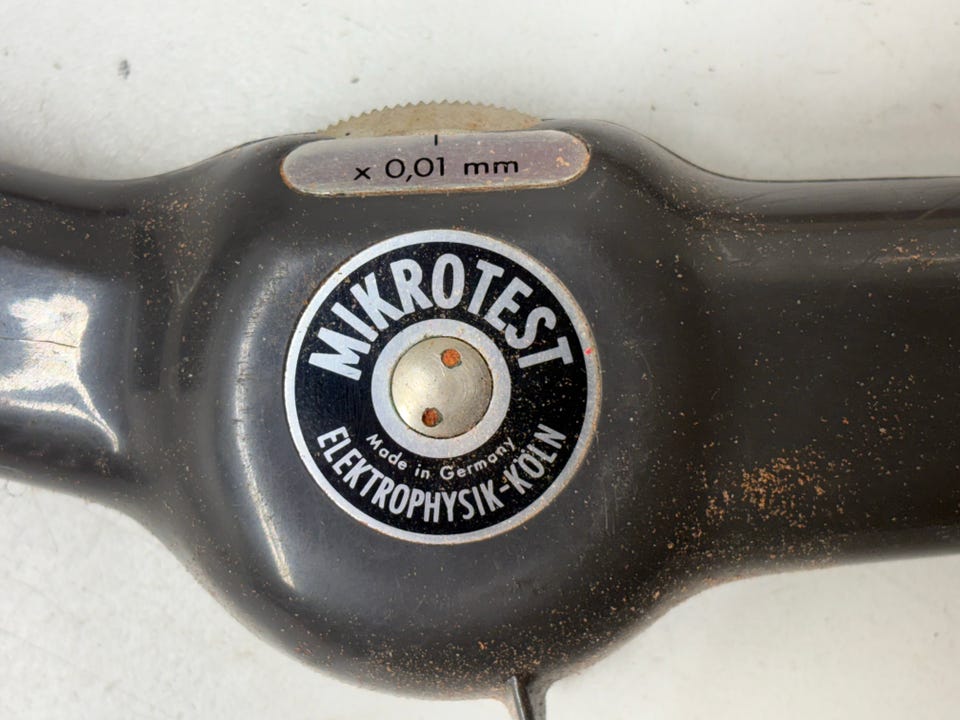 x 0,01 mm
MIKROTEST
Made in Germany
ELEKTROPHYSIK-KÖLN